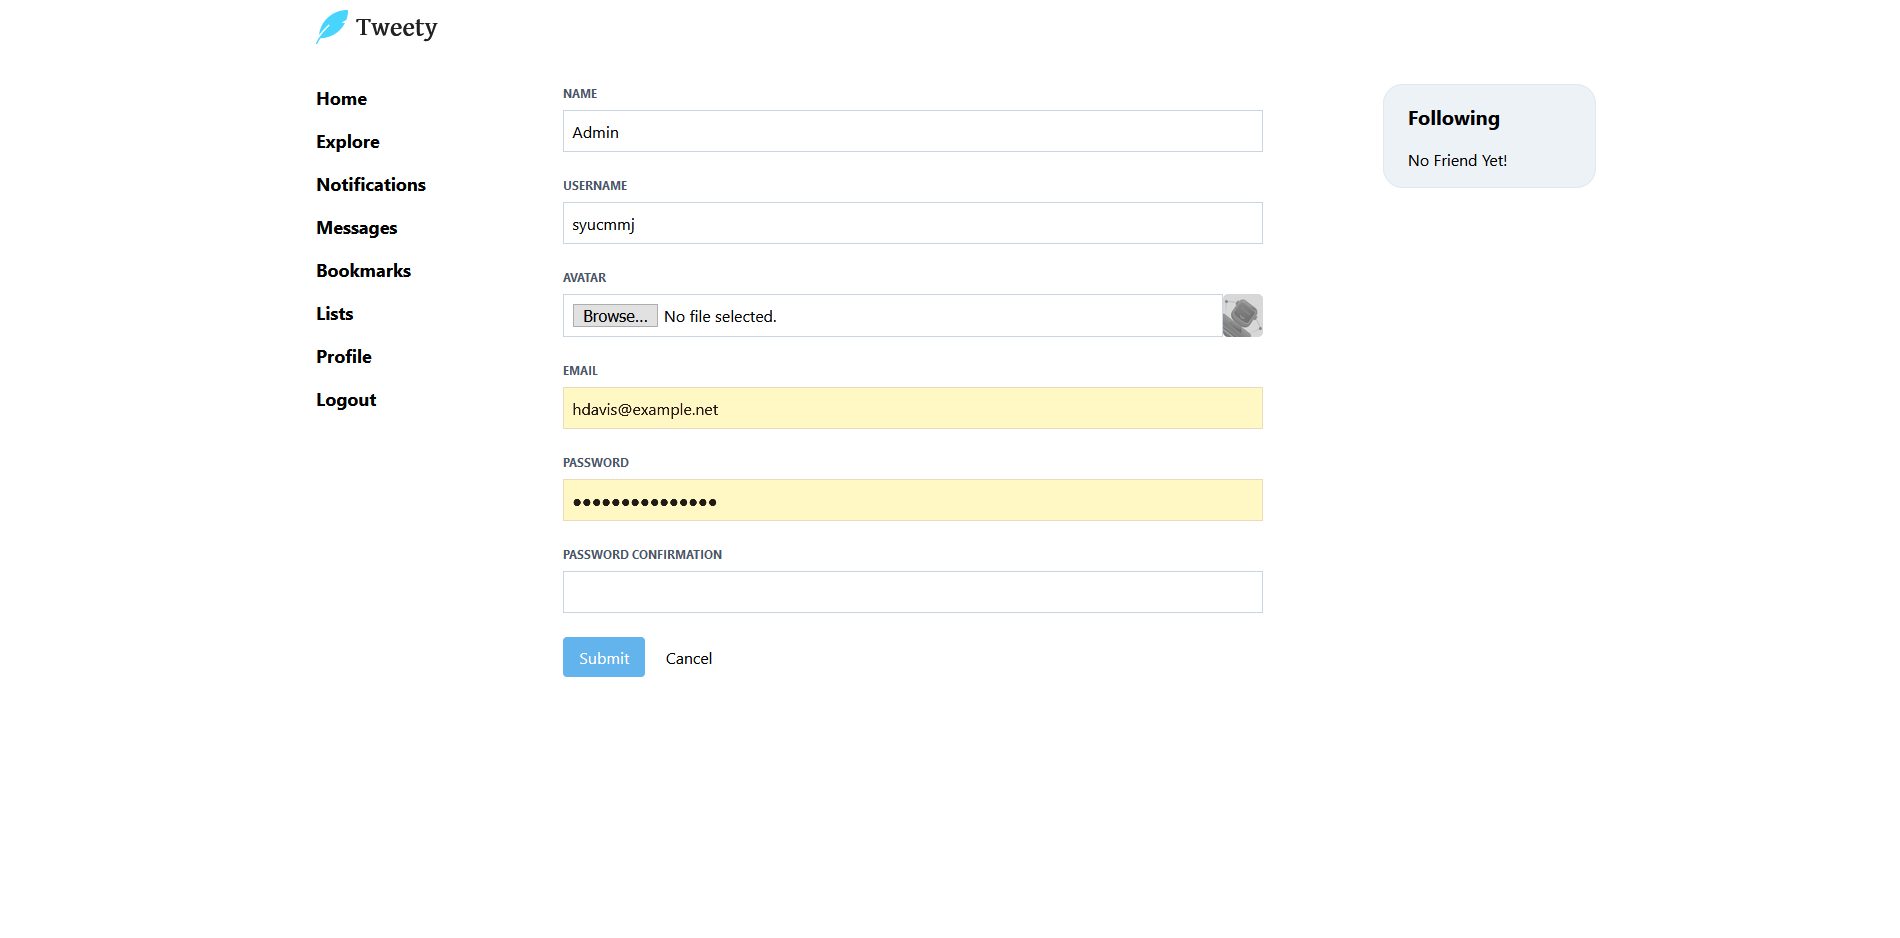 Tweety
Home
Explore
Notifications
Messages
Bookmarks
Lists
Profile
Logout
NAME
Admin
USERNAME
syucmmj
AVATAR
Browse... No file selected.
EMAIL
hdavis@example.net
PASSWORD
●●●●●●●●●●●●●●●
PASSWORD CONFIRMATION
Submit Cancel
Following
No Friend Yet!